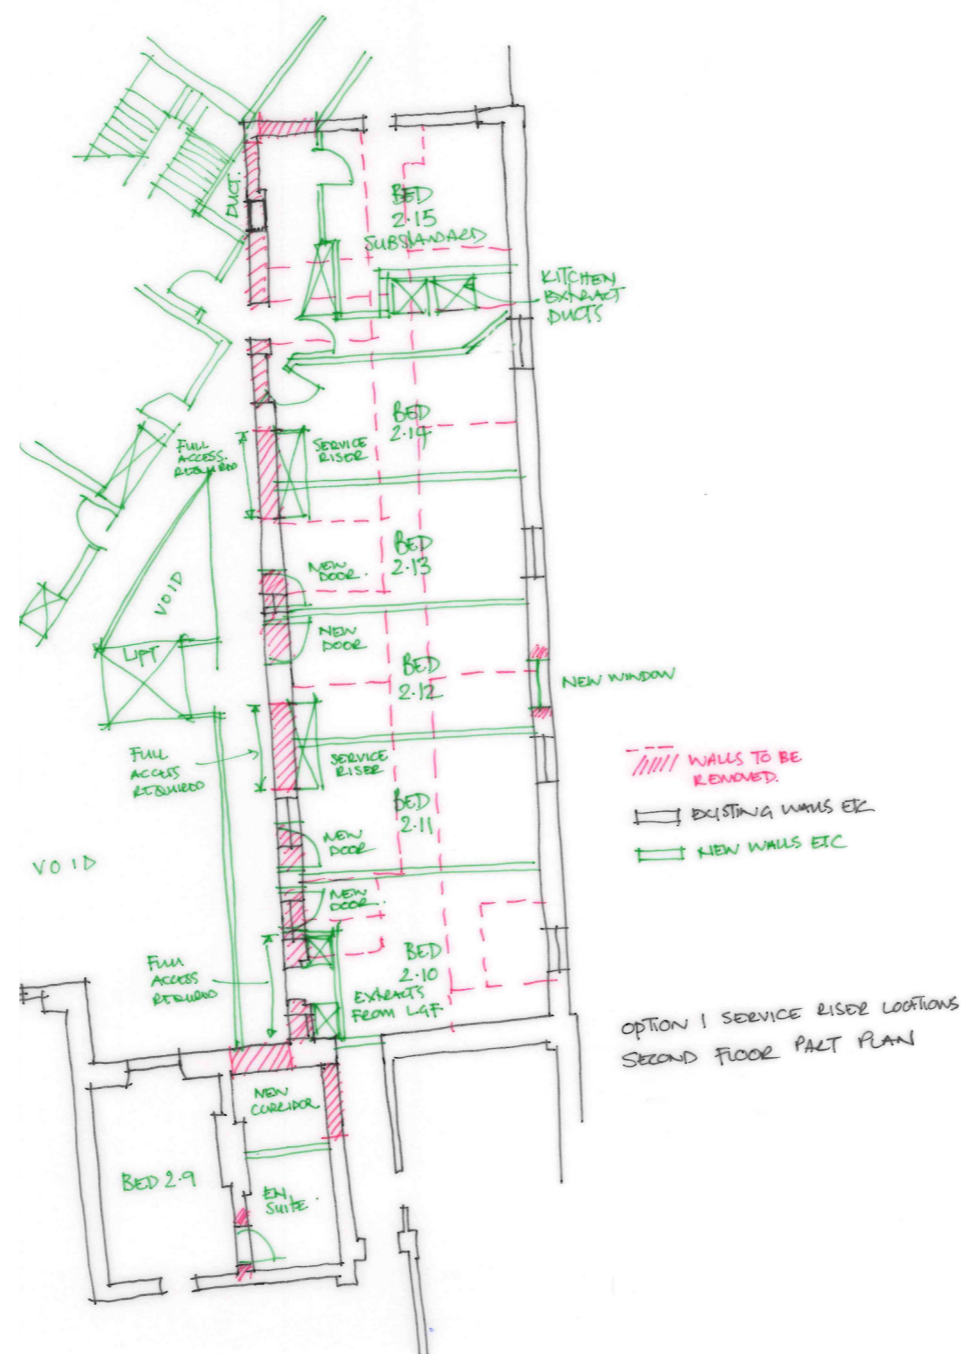 DUCT.
BED
2.15
SUBSTANDARD
KITCHEN
EXTRACT
DUCTS
BED
2.14
FULL
ACCESS
REQUIRED
SERVICE
RISER
BED
2.13
NEW
DOOR.
VOID
NEW
DOOR
LIFT
BED
2.12
NEW WINDOW
FULL
ACCESS
REQUIRED
SERVICE
RISER
WALLS TO BE
REMOVED.
BED
2.11
EXISTING WALLS ETC
NEW
DOOR
NEW WALLS ETC
VOID
NEW
DOOR.
BED
2.10
FULL
ACCESS
REQUIRED
EXTRACTS
FROM LGF
OPTION 1 SERVICE RISER LOCATIONS
SECOND FLOOR PART PLAN
NEW
CORRIDOR
BED 2.9
EN
SUITE.